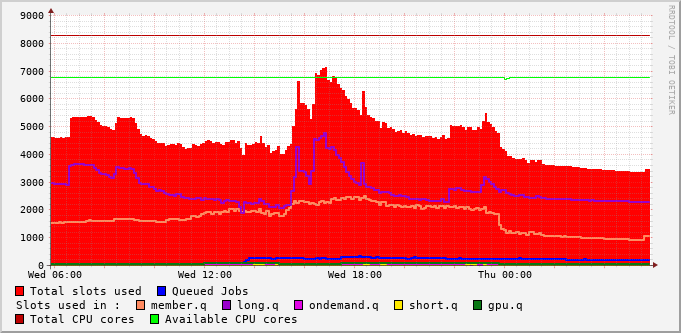 9000
8000
7000
6000
5000
4000
3000
2000
1000
0
Wed 06:00 Wed 12:00 Wed 18:00 Thu 00:00
Total slots used Queued Jobs
Slots used in : member.q long.q ondemand.q short.q gpu.q
Total CPU cores Available CPU cores
RRDTOOL / TOBI OETIKER